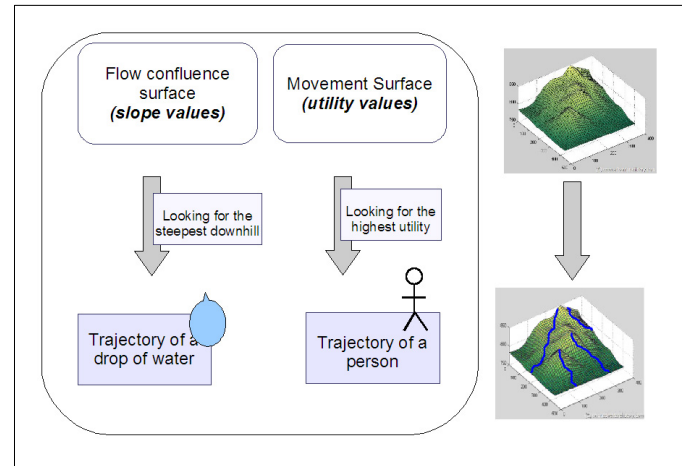 Flow confluence
surface
(slope values)
Movement Surface
(utility values)
Looking for the
steepest downhill
Looking for the
highest utility
Trajectory of a
drop of water
Trajectory of a
person